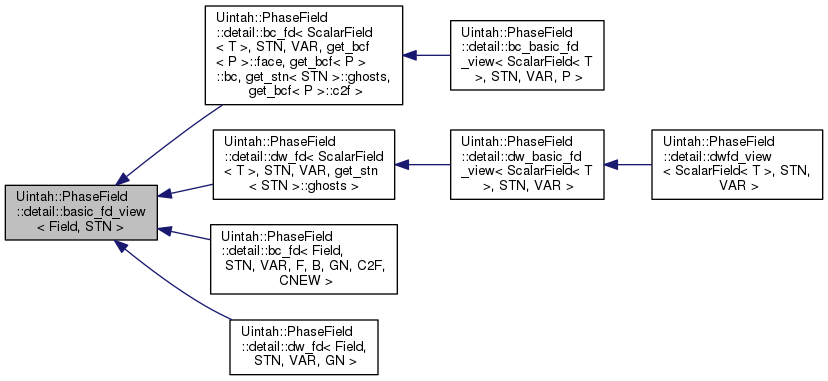 Uintah::PhaseField
::detail::bc_fd< ScalarField
< T >, STN, VAR, get_bcf
< P >::face, get_bcf< P >
::bc, get_stn< STN >::ghosts,
get_bcf< P >::c2f >
Uintah::PhaseField
::detail::bc_basic_fd
_view< ScalarField< T
>, STN, VAR, P >
Uintah::PhaseField
::detail::dw_fd< ScalarField
< T >, STN, VAR, get_stn
< STN >::ghosts >
Uintah::PhaseField
::detail::dw_basic_fd
_view< ScalarField< T
>, STN, VAR >
Uintah::PhaseField
::detail::dwfd_view
< ScalarField< T >, STN,
VAR >
Uintah::PhaseField
::detail::basic_fd_view
< Field, STN >
Uintah::PhaseField
::detail::bc_fd< Field,
STN, VAR, F, B, GN, C2F,
CNEW >
Uintah::PhaseField
::detail::dw_fd< Field,
STN, VAR, GN >